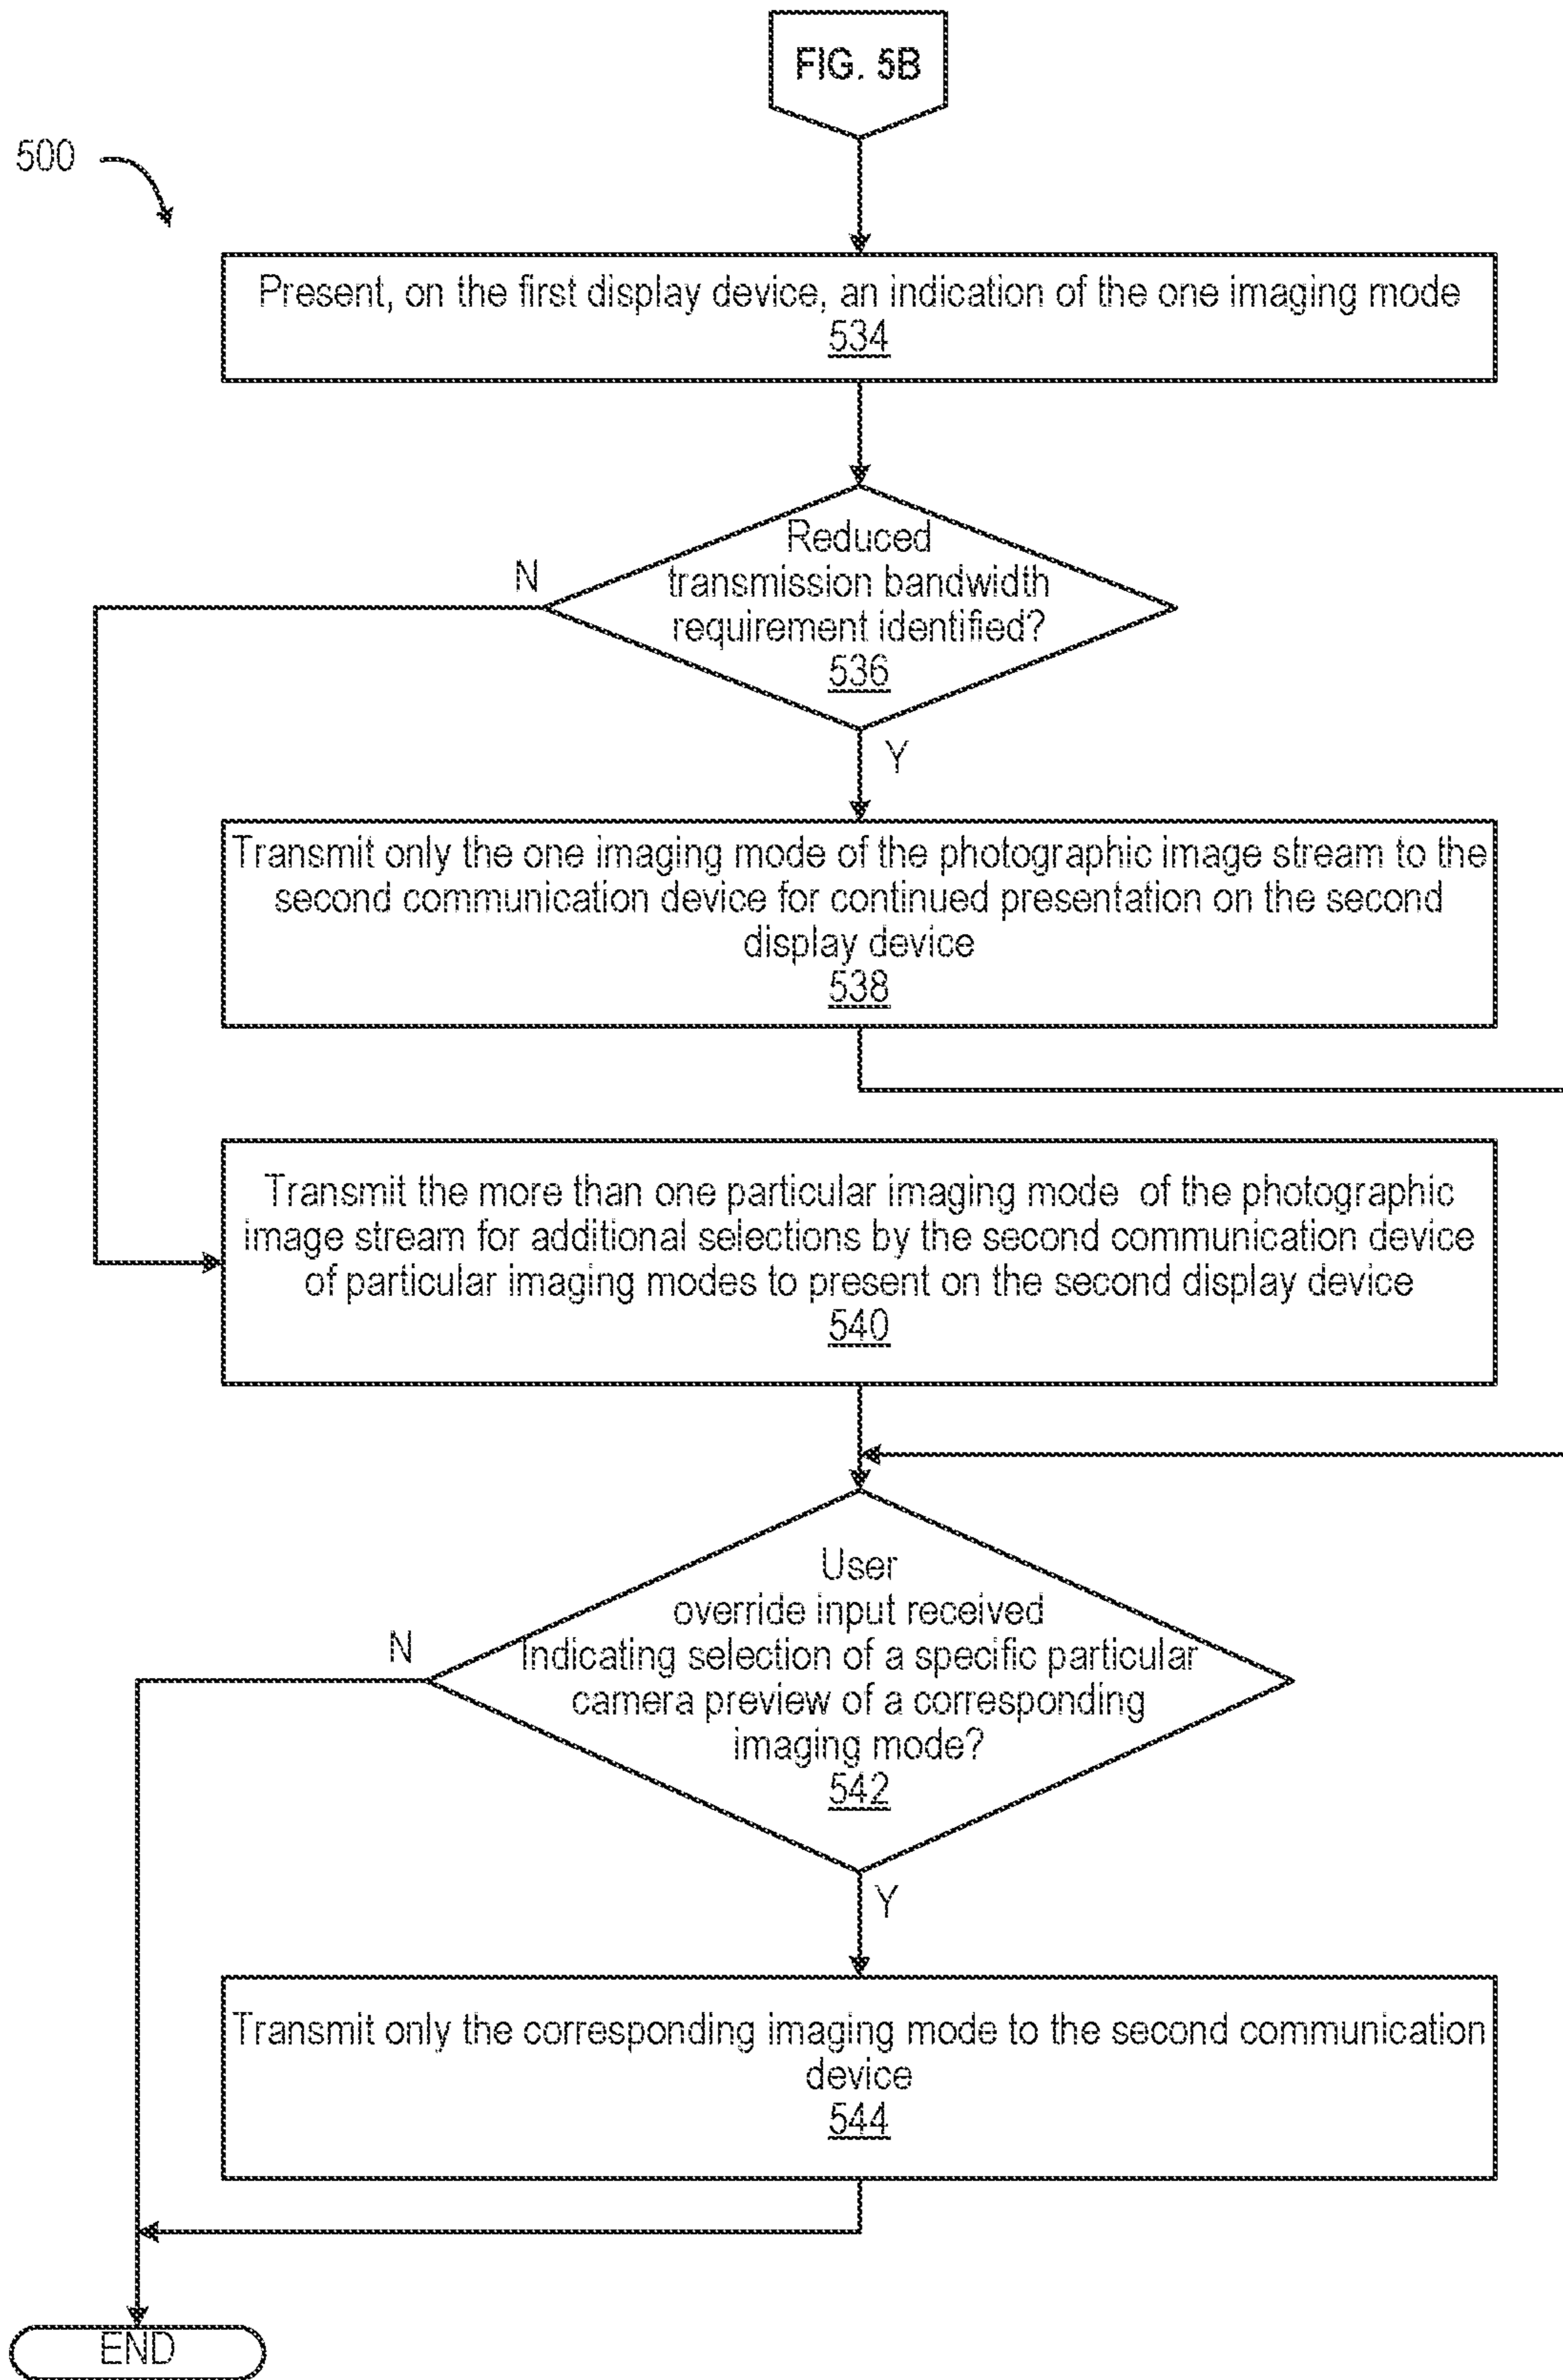 FIG. 5B
500
Present, on the first display device, an indication of the one imaging mode
534
Reduced
transmission bandwidth
requirement identified?
536
N
Y
Transmit only the one imaging mode of the photographic image stream to the
second communication device for continued presentation on the second
display device
538
Transmit the more than one particular imaging mode of the photographic
image stream for additional selections by the second communication device
of particular imaging modes to present on the second display device
540
User
override input received
Indicating selection of a specific particular
camera preview of a corresponding
imaging mode?
542
N
Y
Transmit only the corresponding imaging mode to the second communication
device
544
END